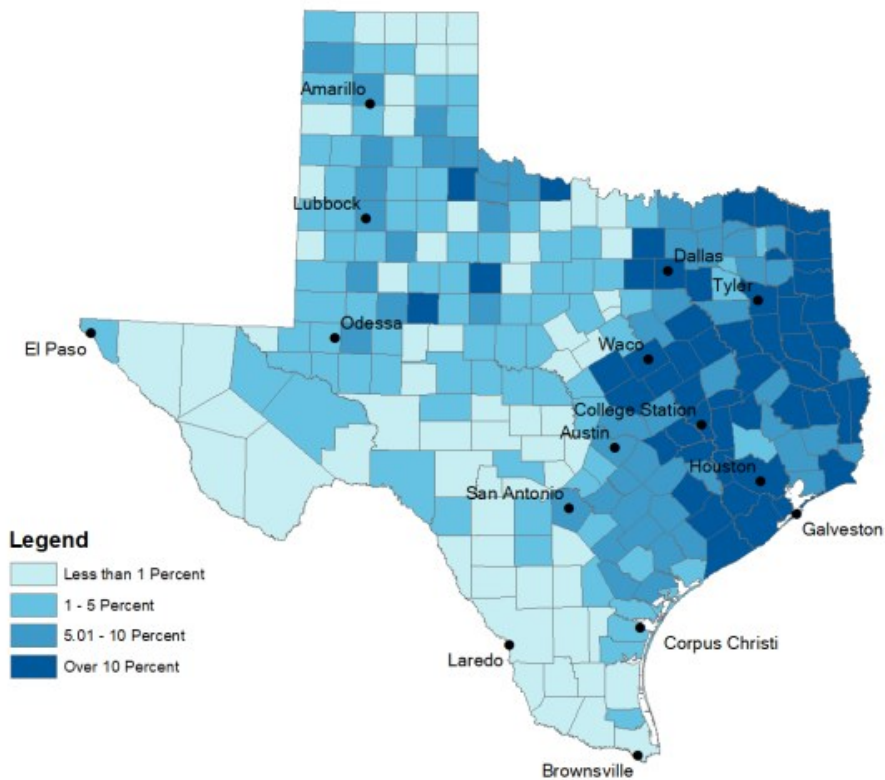 Amarillo
Lubbock
Dallas
Tyler
Odessa
El Paso
Waco
College Station
Austin
Houston
San Antonio
Galveston
Legend
Less than 1 Percent
1 - 5 Percent
5.01 - 10 Percent
Over 10 Percent
Corpus Christi
Laredo
Brownsville